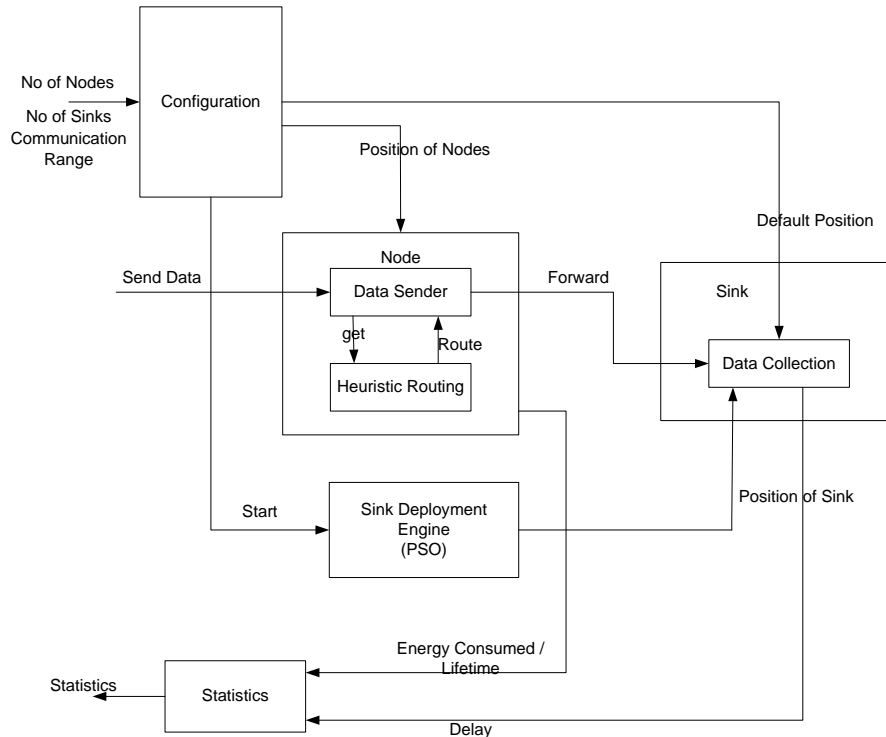 No of Nodes
No of Sinks
Communication
Range
Configuration
Position of Nodes
Default Position
Node
Send Data
Data Sender
Forward
Sink
get
Route
Heuristic Routing
Data Collection
Start
Sink Deployment
Engine
(PSO)
Position of Sink
Energy Consumed /
Lifetime
Statistics
Statistics
Delay